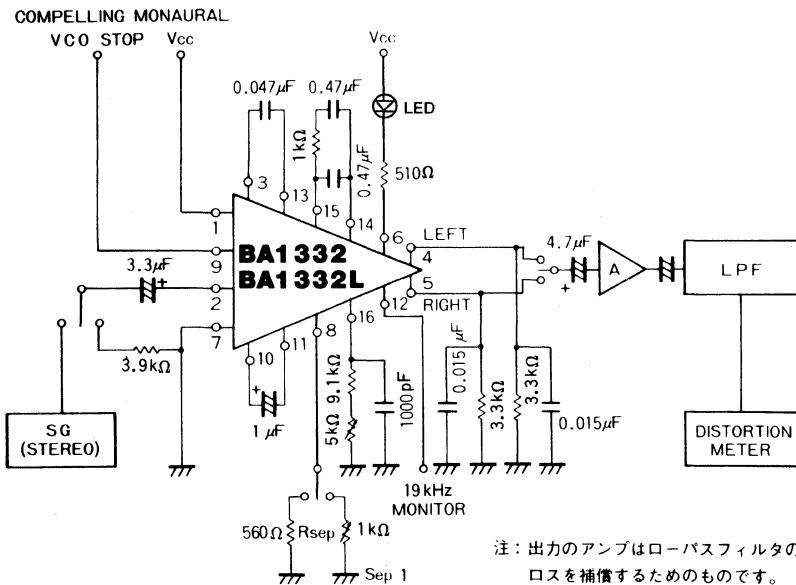 COMPELLING MONAURAL
VCO STOP
Vcc
Vcc
0.047μF
0.47μF
LED
1kΩ
0.47μF
510Ω
3
13
15
14
6
1
9
2
7
BA1332
BA1332L
LEFT
4
5
RIGHT
12
16
8
11
10
3.3μF
+
4.7μF
+
A
LPF
3.9kΩ
+
1μF
9.1kΩ
5kΩ
1000pF
0.015μF
3.3kΩ
3.3kΩ
0.015μF
SG
(STEREO)
DISTORTION
METER
19kHz
MONITOR
560Ω
Rsep
1kΩ
Sep 1
注：出力のアンプはローパスフィルタの
ロスを補償するためのものです。